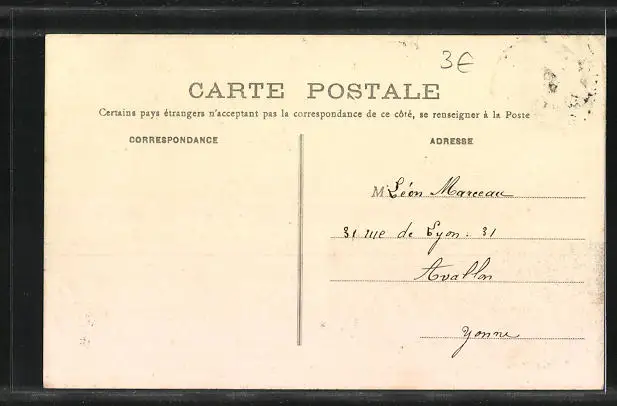 3€
CARTE POSTALE
Certains pays étrangers n'acceptant pas la correspondance de ce côté, se renseigner à la Poste
CORRESPONDANCE
ADRESSE
M Léon Marceau
31 rue de Lyon. 31
Avallon
Yonne